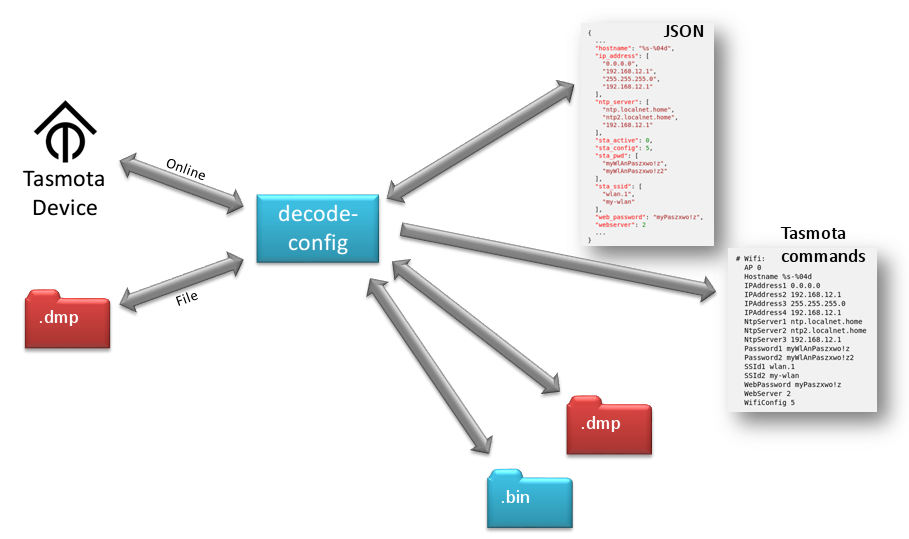 JSON
{
...
"hostname": "%s-%04d",
"ip_address": [
"0.0.0.0",
"192.168.12.1",
"255.255.255.0",
"192.168.12.1"
],
"ntp_server": [
"ntp.localnet.home",
"ntp2.localnet.home",
"192.168.12.1"
],
"sta_active": 0,
"sta_config": 5,
"sta_pwd": [
"myWlAnPaszxwo!z",
"myWlAnPaszxwo!z2"
],
"sta_ssid": [
"wlan.1",
"my-wlan"
],
"web_password": "myPaszxwo!z",
"webserver": 2
...
}
Tasmota
Device
Online
decode-
config
File
.dmp
Tasmota
commands
# Wifi:
AP 0
Hostname %s-%04d
IPAddress1 0.0.0.0
IPAddress2 192.168.12.1
IPAddress3 255.255.255.0
IPAddress4 192.168.12.1
NtpServer1 ntp.localnet.home
NtpServer2 ntp2.localnet.home
NtpServer3 192.168.12.1
Password1 myWlAnPaszxwo!z
Password2 myWlAnPaszxwo!z2
SSId1 wlan.1
SSId2 my-wlan
WebPassword myPaszxwo!z
WebServer 2
WifiConfig 5
.dmp
.bin